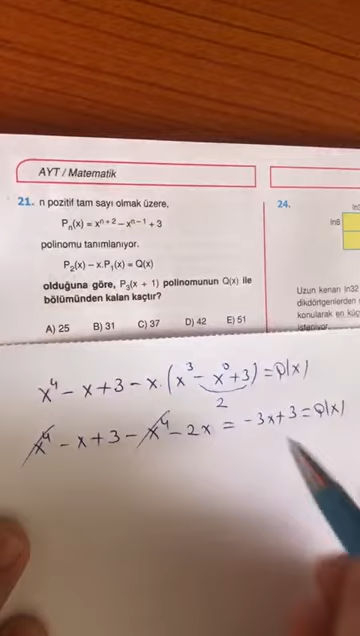 AYT / Matematik
21. n pozitif tam sayı olmak üzere,
Pₙ(x) = xⁿ⁺² – xⁿ⁻¹ + 3
polinomu tanımlanıyor.
P₂(x) – x.P₁(x) = Q(x)
olduğuna göre, P₃(x + 1) polinomunun Q(x) ile
bölümünden kalan kaçtır?
A) 25 B) 31 C) 37 D) 42 E) 51
24.
ln8
Uzun kenarı ln32
dikdörtgenlerden
konularak en küç
isteniyor.
x⁴ – x + 3 – x · (x³ – x⁰ + 3) = Q(x)
2
x⁴ – x + 3 – x⁴ – 2x = –3x + 3 = Q(x)